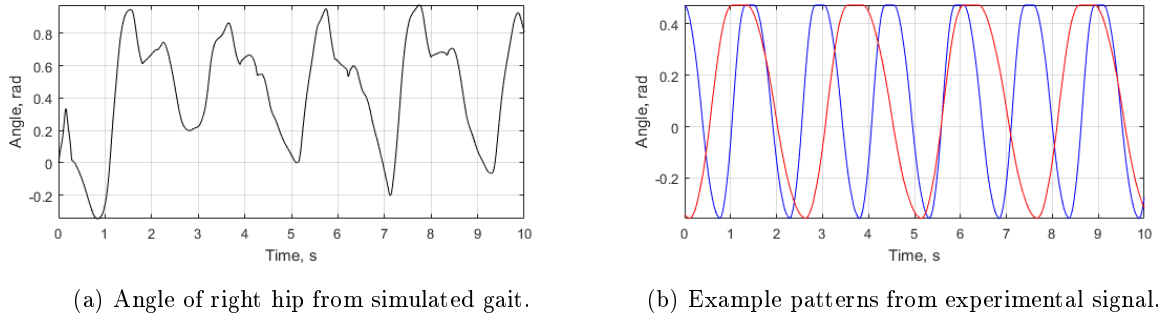 0.8
0.6
0.4
0.2
0
-0.2
Angle, rad
0 1 2 3 4 5 6 7 8 9 10
Time, s
(a) Angle of right hip from simulated gait.
0.4
0.2
0
-0.2
Angle, rad
0 1 2 3 4 5 6 7 8 9 10
Time, s
(b) Example patterns from experimental signal.